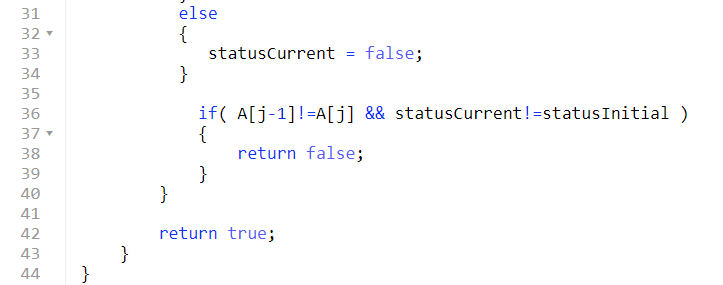 31 else
32 {
33 statusCurrent = false;
34 }
35
36 if( A[j-1]!=A[j] && statusCurrent!=statusInitial )
37 {
38 return false;
39 }
40 }
41
42 return true;
43 }
44 }